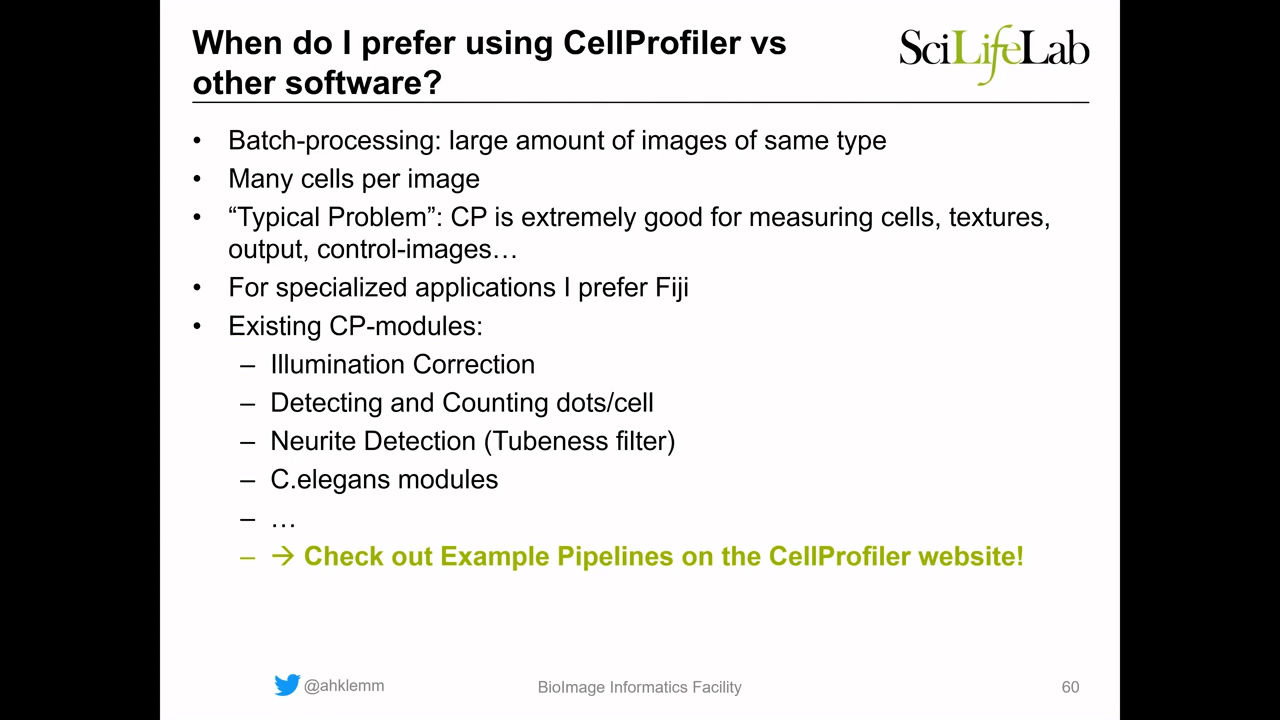 When do I prefer using CellProfiler vs
other software?
SciLifeLab
• Batch-processing: large amount of images of same type
• Many cells per image
• “Typical Problem”: CP is extremely good for measuring cells, textures,
output, control-images…
• For specialized applications I prefer Fiji
• Existing CP-modules:
– Illumination Correction
– Detecting and Counting dots/cell
– Neurite Detection (Tubeness filter)
– C.elegans modules
– …
– → Check out Example Pipelines on the CellProfiler website!
@ahklemm
BioImage Informatics Facility
60